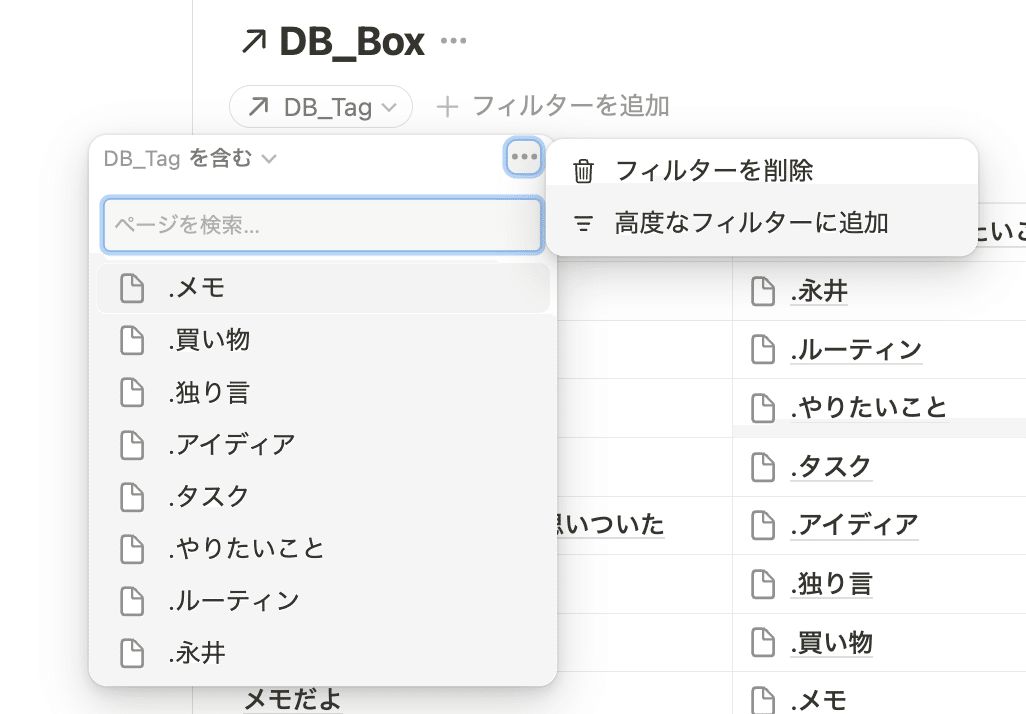 DB_Box
DB_Tag
フィルターを追加
DB_Tag を含む
フィルターを削除
高度なフィルターに追加
ページを検索...
たいこ
.メモ
.永井
.買い物
.ルーティン
.独り言
.やりたいこと
.アイディア
.タスク
.タスク
思いついた
.アイディア
.やりたいこと
.独り言
.ルーティン
.買い物
.永井
メモだよ
.メモ